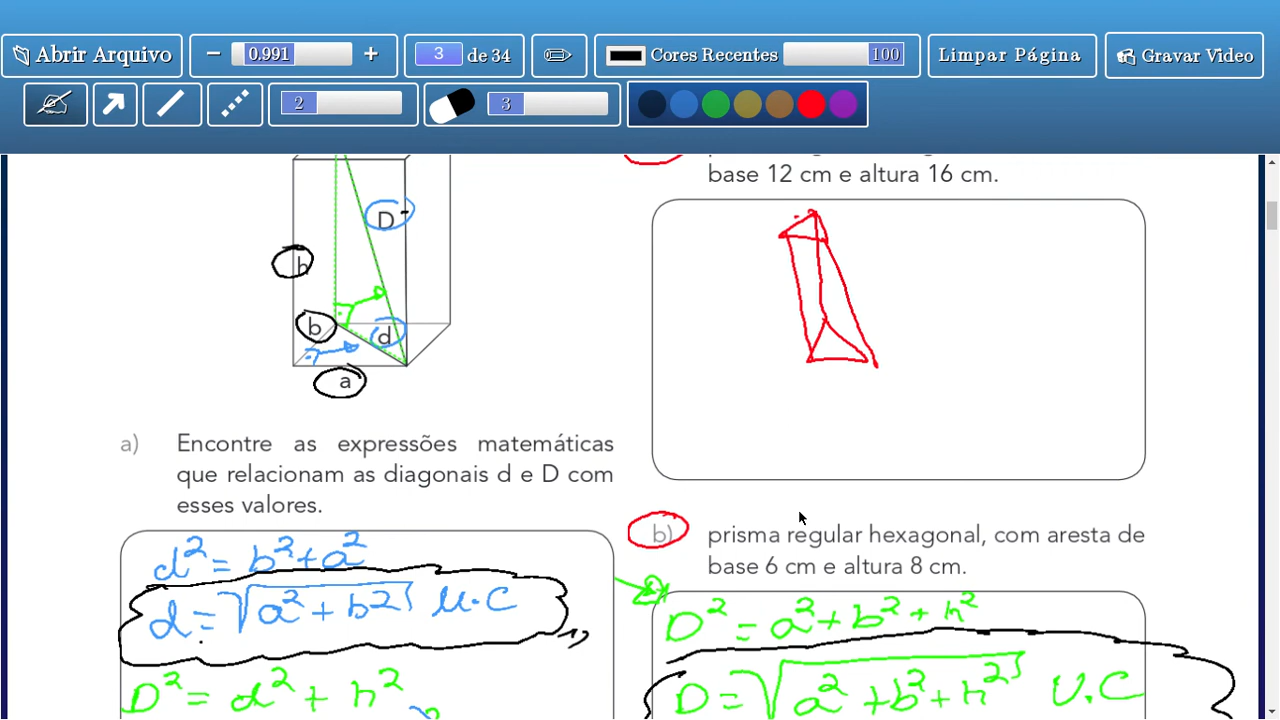 Abrir Arquivo
− 0.991 +
3 de 34
Cores Recentes 100
Limpar Página
Gravar Video
2
3
D
h
b
d
a
a) Encontre as expressões matemáticas
que relacionam as diagonais d e D com
esses valores.
d² = b² + a²
d = √a² + b² u.c
D² = d² + h²
base 12 cm e altura 16 cm.
b) prisma regular hexagonal, com aresta de
base 6 cm e altura 8 cm.
D² = a² + b² + h²
D = √a² + b² + h² U.C